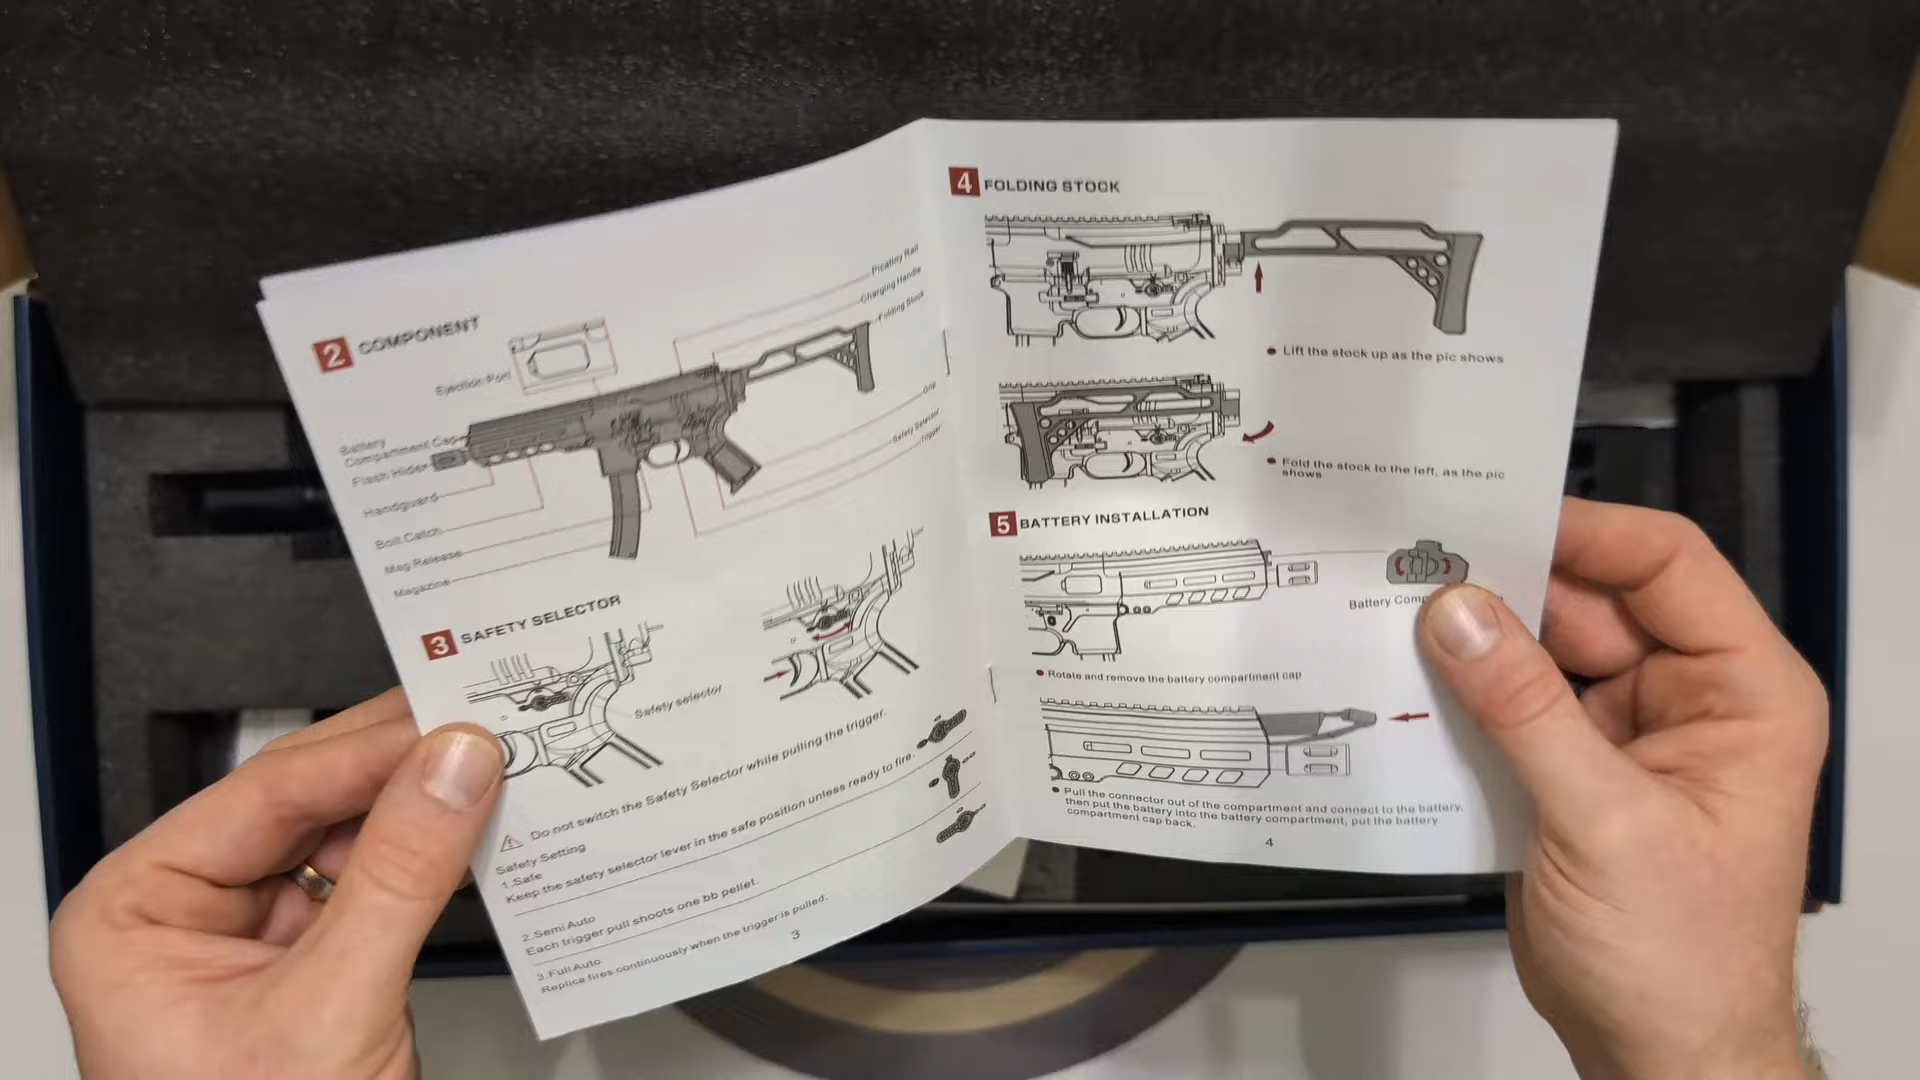 2 COMPONENT
Picatiny Rail
Charging Handle
Folding Stock
Ejection Port
Grip
Safety Selector
Trigger
Battery
Compartment Cap
Flash Hider
Handguard
Bolt Catch
Mag Release
Magazine
3 SAFETY SELECTOR
Safety selector
Do not switch the Safety Selector while pulling the trigger.
Safety Setting
1.Safe
Keep the safety selector lever in the safe position unless ready to fire.
2.Semi Auto
Each trigger pull shoots one bb pellet.
3.Full Auto
Replica fires continuously when the trigger is pulled.
3
4 FOLDING STOCK
Lift the stock up as the pic shows
Fold the stock to the left, as the pic
shows
5 BATTERY INSTALLATION
Battery
Rotate and remove the battery compartment cap
Pull the connector out of the compartment and connect to the battery,
then put the battery into the battery compartment, put the battery
compartment cap back.
4